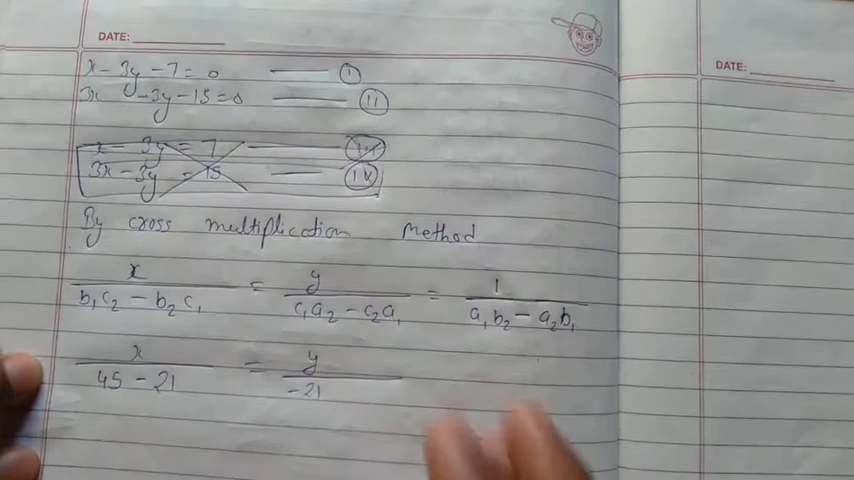 DATE:
DATE:
x - 3y - 7 = 0 —— (I)
3x - 3y - 15 = 0 —— (II)
x - 3y = 7 ——
3x - 3y = 15 —— (IV)
By cross multiplication Method
x / (b₁c₂ - b₂c₁) = y / (c₁a₂ - c₂a₁) = 1 / (a₁b₂ - a₂b₁)
x / (45 - 21) = y / (-21